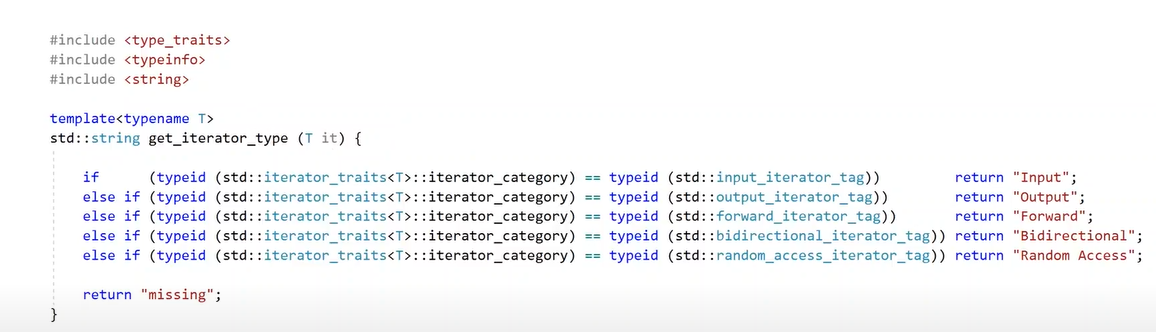 #include <type_traits>
#include <typeinfo>
#include <string>
template<typename T>
std::string get_iterator_type (T it) {
if (typeid (std::iterator_traits<T>::iterator_category) == typeid (std::input_iterator_tag)) return "Input";
else if (typeid (std::iterator_traits<T>::iterator_category) == typeid (std::output_iterator_tag)) return "Output";
else if (typeid (std::iterator_traits<T>::iterator_category) == typeid (std::forward_iterator_tag)) return "Forward";
else if (typeid (std::iterator_traits<T>::iterator_category) == typeid (std::bidirectional_iterator_tag)) return "Bidirectional";
else if (typeid (std::iterator_traits<T>::iterator_category) == typeid (std::random_access_iterator_tag)) return "Random Access";
return "missing";
}